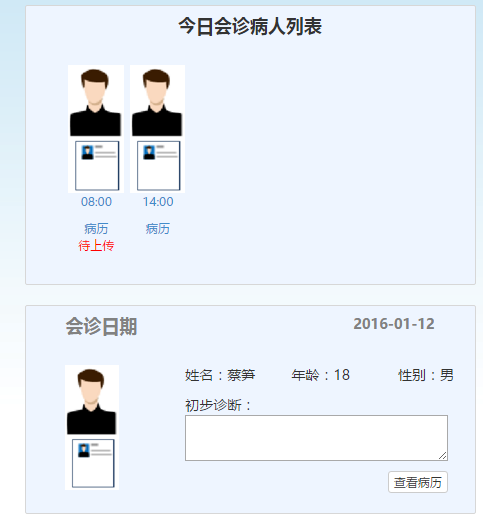 今日会诊病人列表
08:00 14:00
病历 病历
待上传
会诊日期 2016-01-12
姓名：蔡笋 年龄：18 性别：男
初步诊断：
查看病历